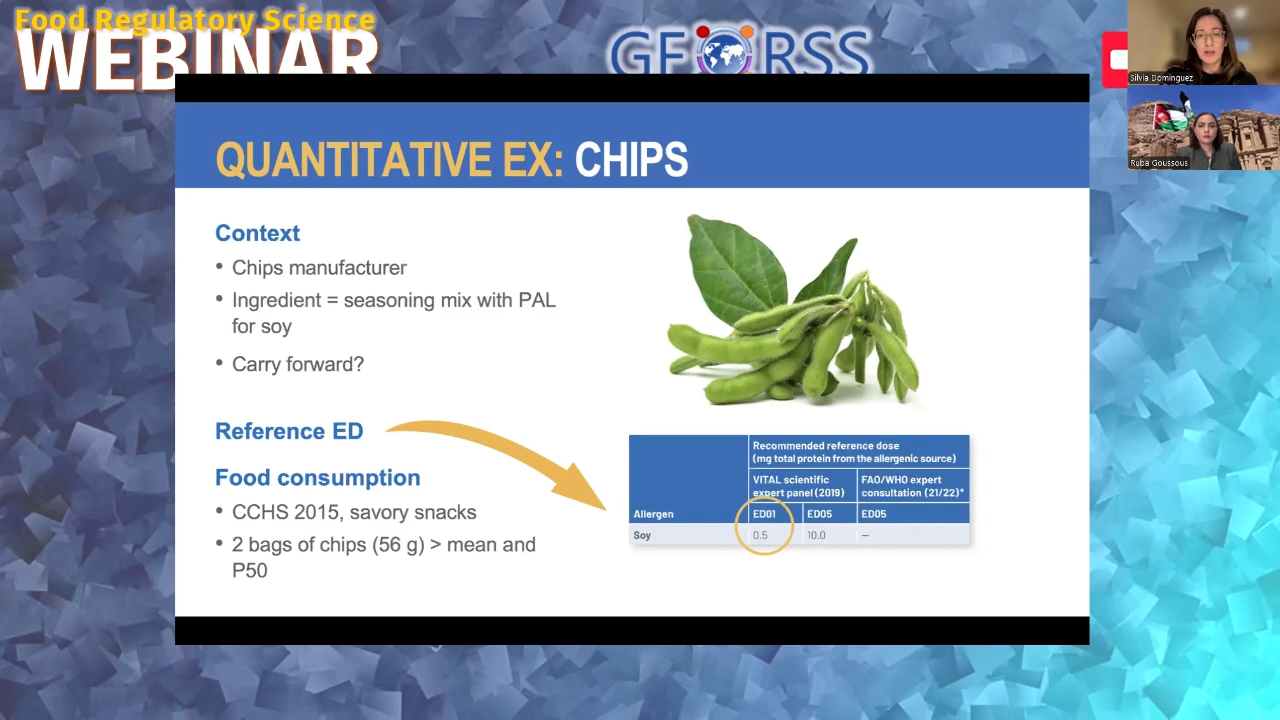 Food Regulatory Science
WEBINAR
GFORSS
Silvia Dominguez
Ruba Goussous
QUANTITATIVE EX: CHIPS
Context
• Chips manufacturer
• Ingredient = seasoning mix with PAL
for soy
• Carry forward?
Reference ED
Food consumption
• CCHS 2015, savory snacks
• 2 bags of chips (56 g) > mean and
P50
Recommended reference dose
(mg total protein from the allergenic source)
VITAL scientific
expert panel (2019)
FAO/WHO expert
consultation (21/22)*
Allergen
ED01
ED05
ED05
Soy
0.5
10.0
–